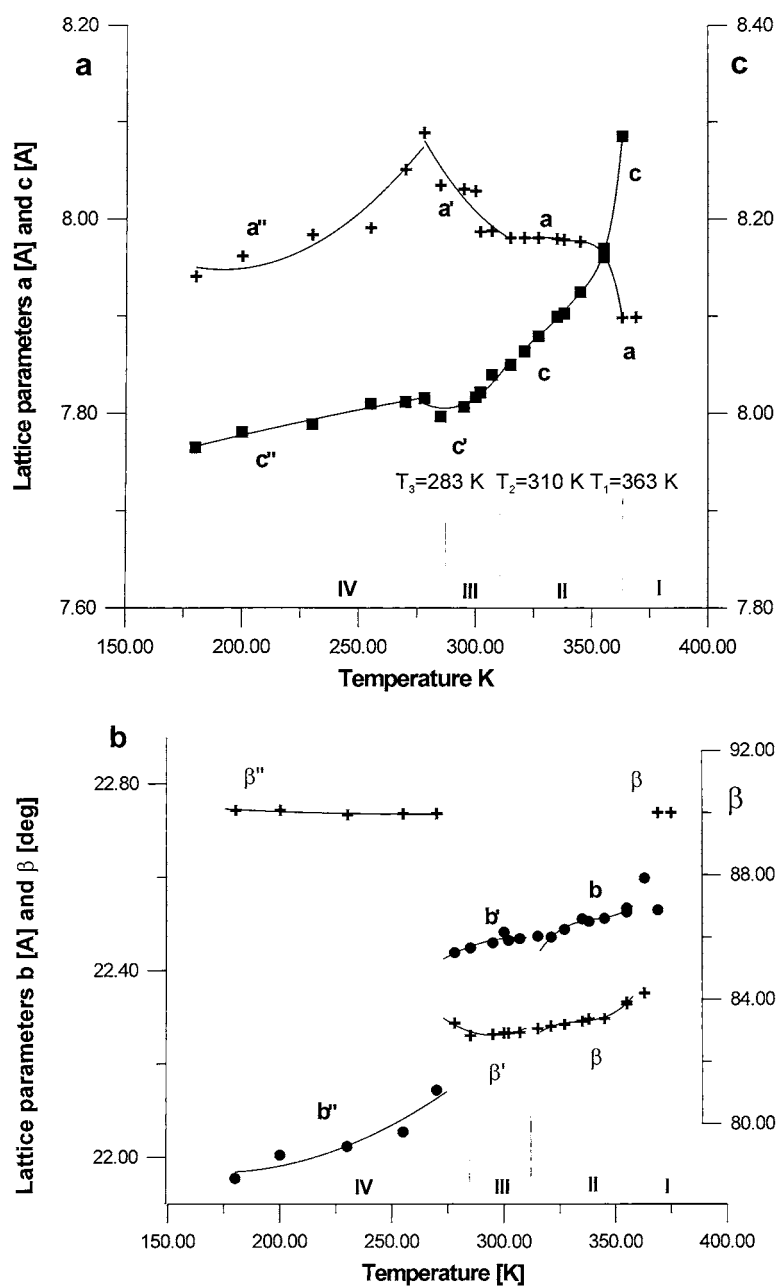 8.20
8.40
a
c
Lattice parameters a [A] and c [A]
8.00
8.20
a"
a'
a
c
a
c
7.80
8.00
c"
c'
T3=283 K T2=310 K T1=363 K
IV
III
II
I
7.60
7.80
150.00
200.00
250.00
300.00
350.00
400.00
Temperature K
b
92.00
22.80
β"
β
β
Lattice parameters b [A] and β [deg]
88.00
b'
b
22.40
84.00
β'
β
b"
80.00
22.00
IV
III
II
I
150.00
200.00
250.00
300.00
350.00
400.00
Temperature [K]